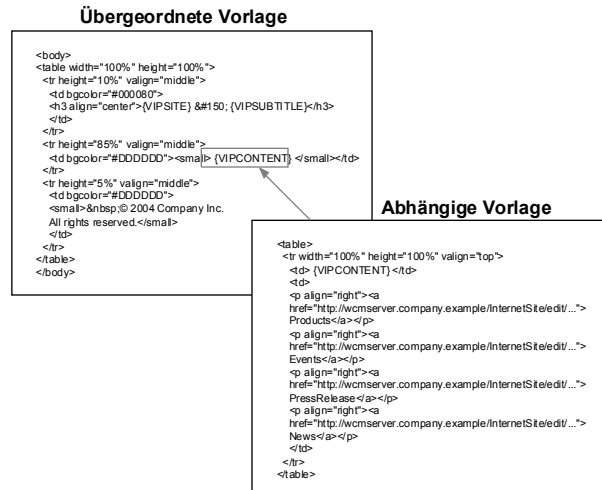 Übergeordnete Vorlage
<body>
<table width="100%" height="100%">
<tr height="10%" valign="middle">
<td bgcolor="#000080">
<h3 align="center">{VIPSITE} &#150; {VIPSUBTITLE}</h3>
</td>
</tr>
<tr height="85%" valign="middle">
<td bgcolor="#DDDDDD"><small> {VIPCONTENT} </small></td>
</tr>
<tr height="5%" valign="middle">
<td bgcolor="#DDDDDD">
<small>&nbsp;© 2004 Company Inc.
All rights reserved.</small>
</td>
</tr>
</table>
</body>
Abhängige Vorlage
<table>
<tr width="100%" height="100%" valign="top">
<td> {VIPCONTENT} </td>
<td>
<p align="right"><a
href="http://wcmserver.company.example/InternetSite/edit/...">
Products</a></p>
<p align="right"><a
href="http://wcmserver.company.example/InternetSite/edit/...">
Events</a></p>
<p align="right"><a
href="http://wcmserver.company.example/InternetSite/edit/...">
PressRelease</a></p>
<p align="right"><a
href="http://wcmserver.company.example/InternetSite/edit/...">
News</a></p>
</td>
</tr>
</table>